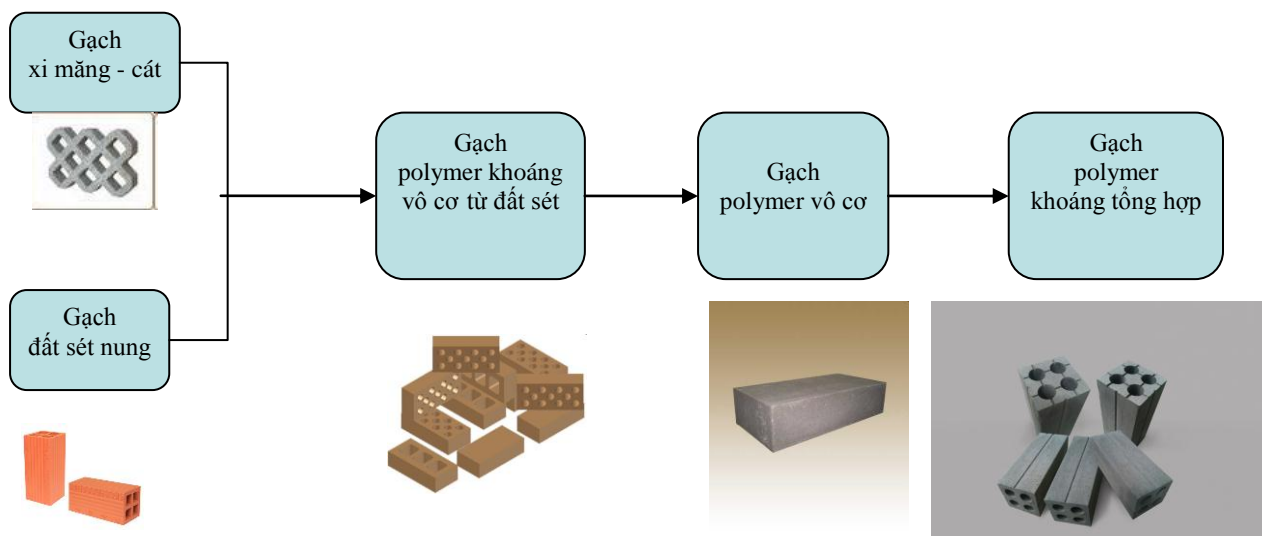 Gạch
xi măng - cát
Gạch
đất sét nung
Gạch
polymer khoáng
vô cơ từ đất sét
Gạch
polymer vô cơ
Gạch
polymer
khoáng tổng hợp